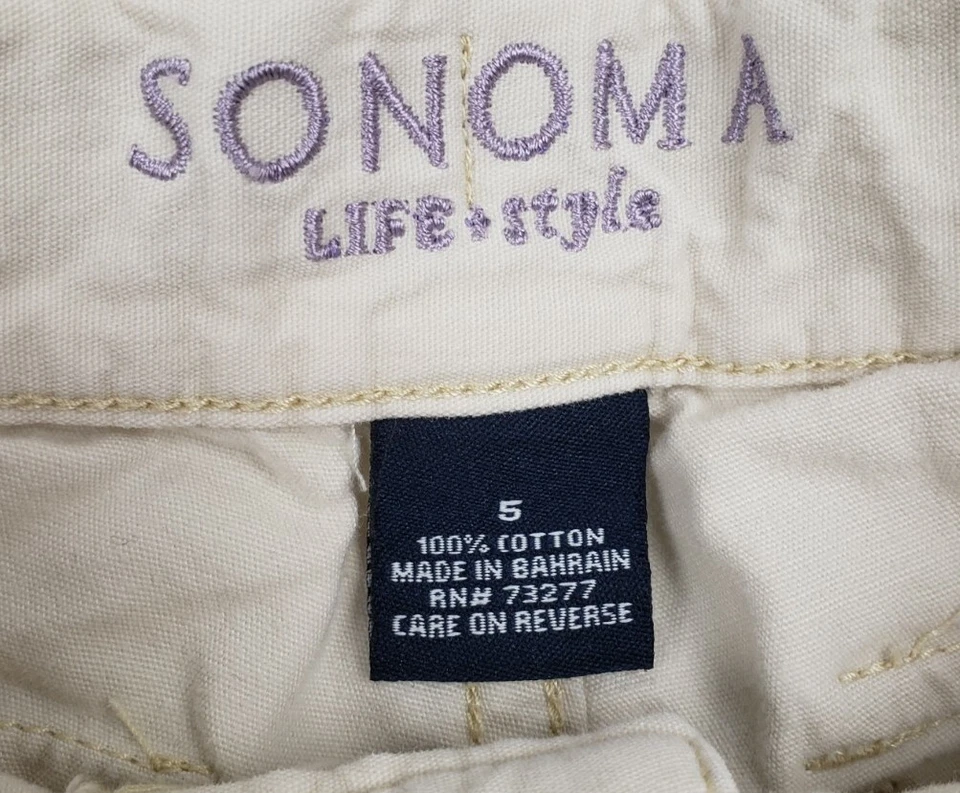 SONOMA
LIFE + style
5
100% COTTON
MADE IN BAHRAIN
RN# 73277
CARE ON REVERSE